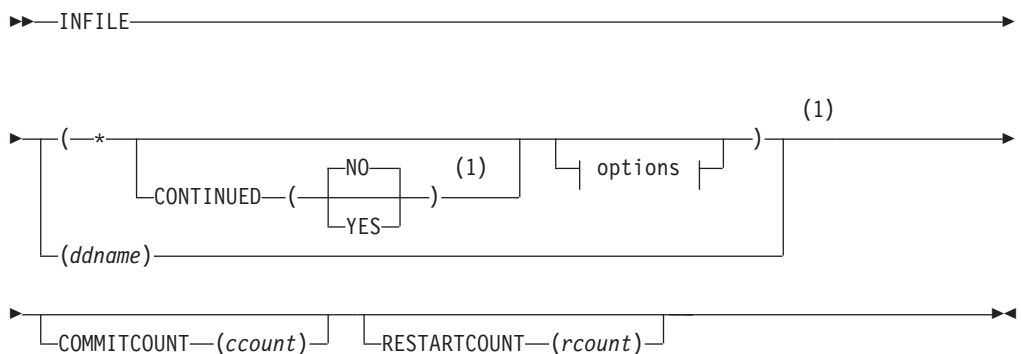 INFILE
(1)
( * options )
NO (1)
CONTINUED ( )
YES
(ddname)
COMMITCOUNT (ccount) RESTARTCOUNT (rcount)